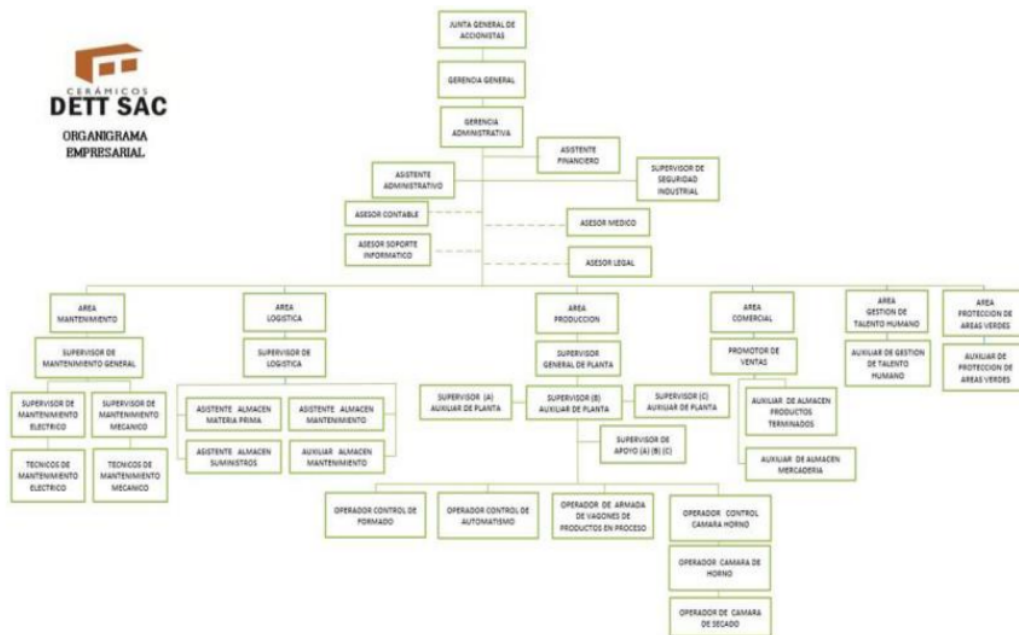 JUNTA GENERAL DE
ACCIONISTAS
CERÁMICOS
DETT SAC
ORGANIGRAMA
EMPRESARIAL
GERENCIA GENERAL
GERENCIA
ADMINISTRATIVA
ASISTENTE
FINANCIERO
ASISTENTE
ADMINISTRATIVO
SUPERVISOR DE
SEGURIDAD
INDUSTRIAL
ASESOR CONTABLE
ASESOR MEDICO
ASESOR SOPORTE
INFORMATICO
ASESOR LEGAL
AREA
MANTENIMIENTO
AREA
LOGISTICA
AREA
PRODUCCION
AREA
COMERCIAL
AREA
GESTION DE
TALENTO HUMANO
AREA
PROTECCION DE
AREAS VERDES
SUPERVISOR DE
MANTENIMIENTO GENERAL
SUPERVISOR DE
LOGISTICA
SUPERVISOR
GENERAL DE PLANTA
PROMOTOR DE
VENTAS
AUXILIAR DE GESTION
DE TALENTO
HUMANO
AUXILIAR DE
PROTECCION DE
AREAS VERDES
SUPERVISOR DE
MANTENIMIENTO
ELECTRICO
SUPERVISOR DE
MANTENIMIENTO
MECANICO
ASISTENTE ALMACEN
MATERIA PRIMA
ASISTENTE ALMACEN
MANTENIMIENTO
SUPERVISOR (A)
AUXILIAR DE PLANTA
SUPERVISOR (B)
AUXILIAR DE PLANTA
SUPERVISOR (C)
AUXILIAR DE PLANTA
AUXILIAR DE ALMACEN
PRODUCTOS
TERMINADOS
TECNICOS DE
MANTENIMIENTO
ELECTRICO
TECNICOS DE
MANTENIMIENTO
MECANICO
ASISTENTE ALMACEN
SUMINISTROS
AUXILIAR ALMACEN
MANTENIMIENTO
SUPERVISOR DE
APOYO (A) (B) (C)
AUXILIAR DE ALMACEN
MERCADERIA
OPERADOR CONTROL DE
FORMADO
OPERADOR CONTROL DE
AUTOMATISMO
OPERADOR DE ARMADA
DE VAGONES DE
PRODUCTOS EN PROCESO
OPERADOR CONTROL
CAMARA HORNO
OPERADOR CAMARA DE
HORNO
OPERADOR DE CAMARA
DE SECADO